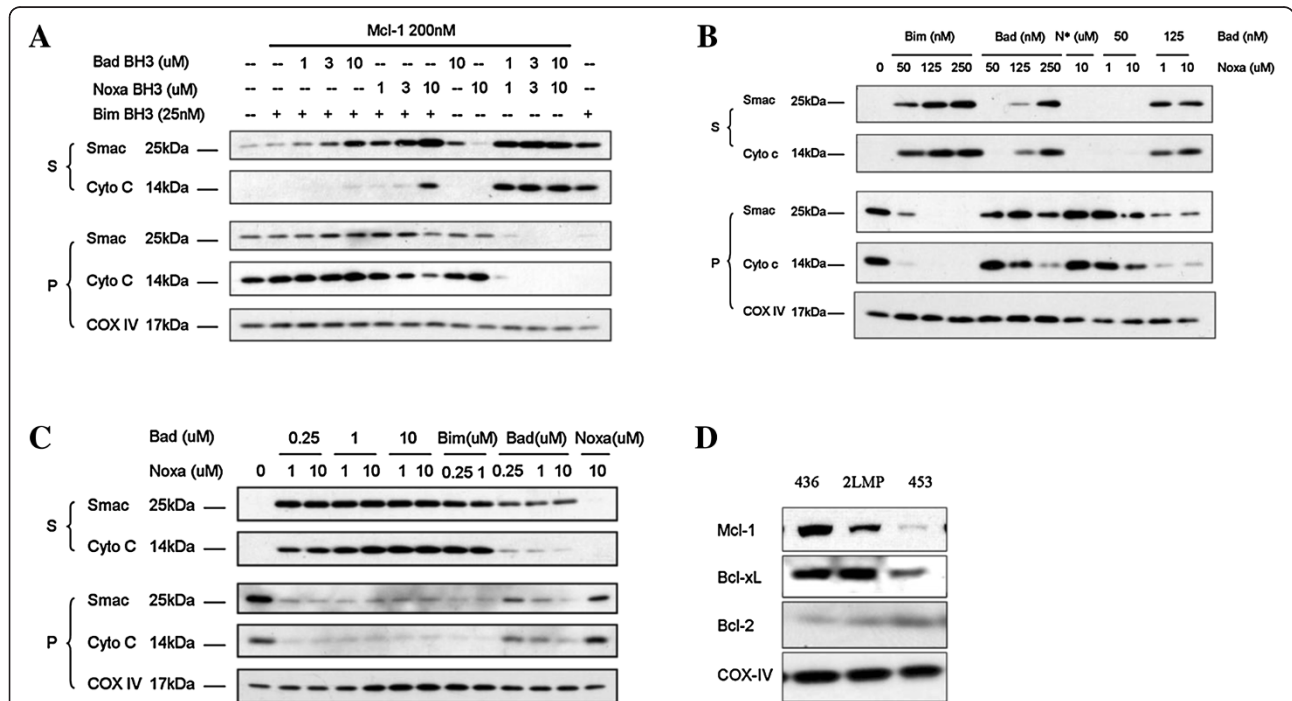 A
Mcl-1 200nM
Bad BH3 (uM) -- -- 1 3 10 -- -- -- 10 -- 1 3 10 --
Noxa BH3 (uM) -- -- -- -- -- 1 3 10 -- 10 1 3 10 --
Bim BH3 (25nM) -- + + + + + + + -- -- -- -- -- +
S
Smac 25kDa
Cyto C 14kDa
P
Smac 25kDa
Cyto C 14kDa
COX IV 17kDa
B
Bim (nM) Bad (nM) N* (uM) 50 125 Bad (nM)
0 50 125 250 50 125 250 10 1 10 1 10 Noxa (uM)
S
Smac 25kDa
Cyto c 14kDa
P
Smac 25kDa
Cyto c 14kDa
COX IV 17kDa
C
Bad (uM) 0.25 1 10 Bim(uM) Bad(uM) Noxa(uM)
Noxa (uM) 0 1 10 1 10 1 10 0.25 1 0.25 1 10 10
S
Smac 25kDa
Cyto C 14kDa
P
Smac 25kDa
Cyto C 14kDa
COX IV 17kDa
D
436 2LMP 453
Mcl-1
Bcl-xL
Bcl-2
COX-IV